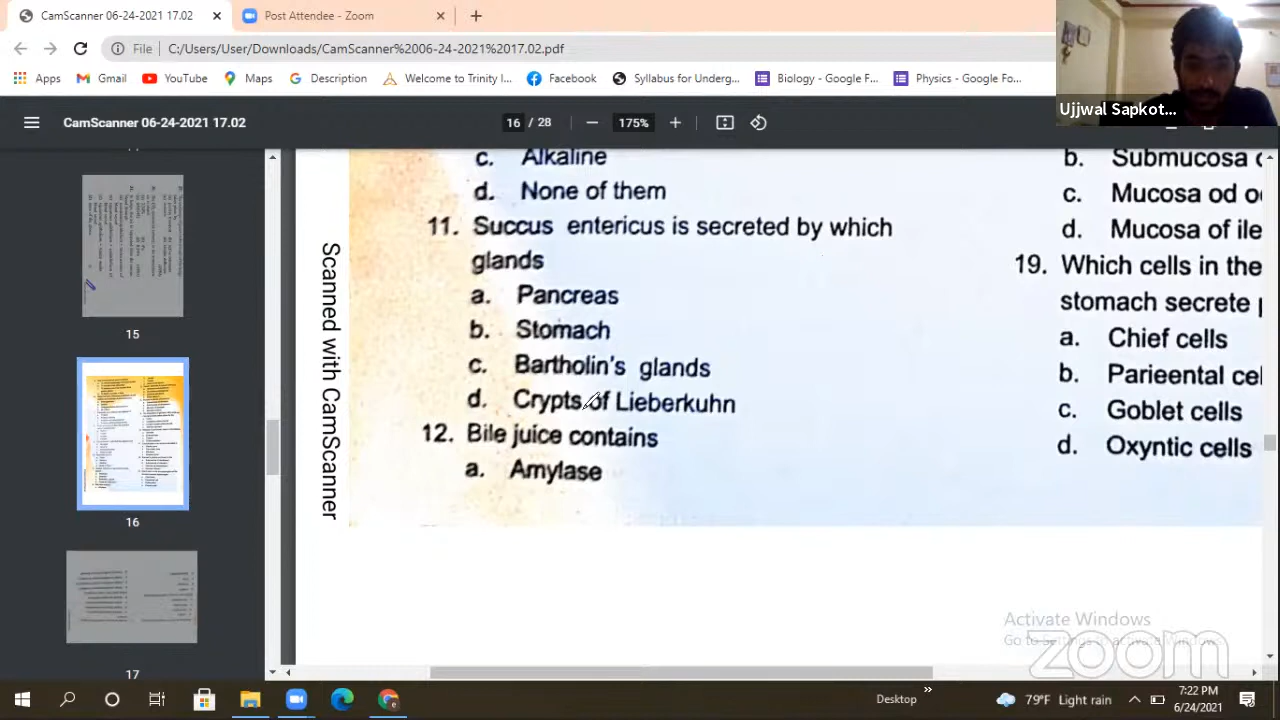 CamScanner 06-24-2021 17.02
Post Attendee - Zoom
File
C:/Users/User/Downloads/CamScanner%2006-24-2021%2017.02.pdf
Apps
Gmail
YouTube
Maps
Description
Welcome to Trinity I...
Facebook
Syllabus for Underg...
Biology - Google F...
Physics - Google Fo...
Ujjwal Sapkot...
CamScanner 06-24-2021 17.02
16 / 28
175%
15
16
17
Scanned with CamScanner
c. Alkaline
d. None of them
11. Succus entericus is secreted by which
glands
a. Pancreas
b. Stomach
c. Bartholin's glands
d. Crypts of Lieberkuhn
12. Bile juice contains
a. Amylase
b. Submucosa
c. Mucosa od
d. Mucosa of
19. Which cells in the
stomach secrete
a. Chief cells
b. Parieental
c. Goblet cells
d. Oxyntic cells
Activate Windows
zoom
Desktop
79°F Light rain
7:22 PM
6/24/2021